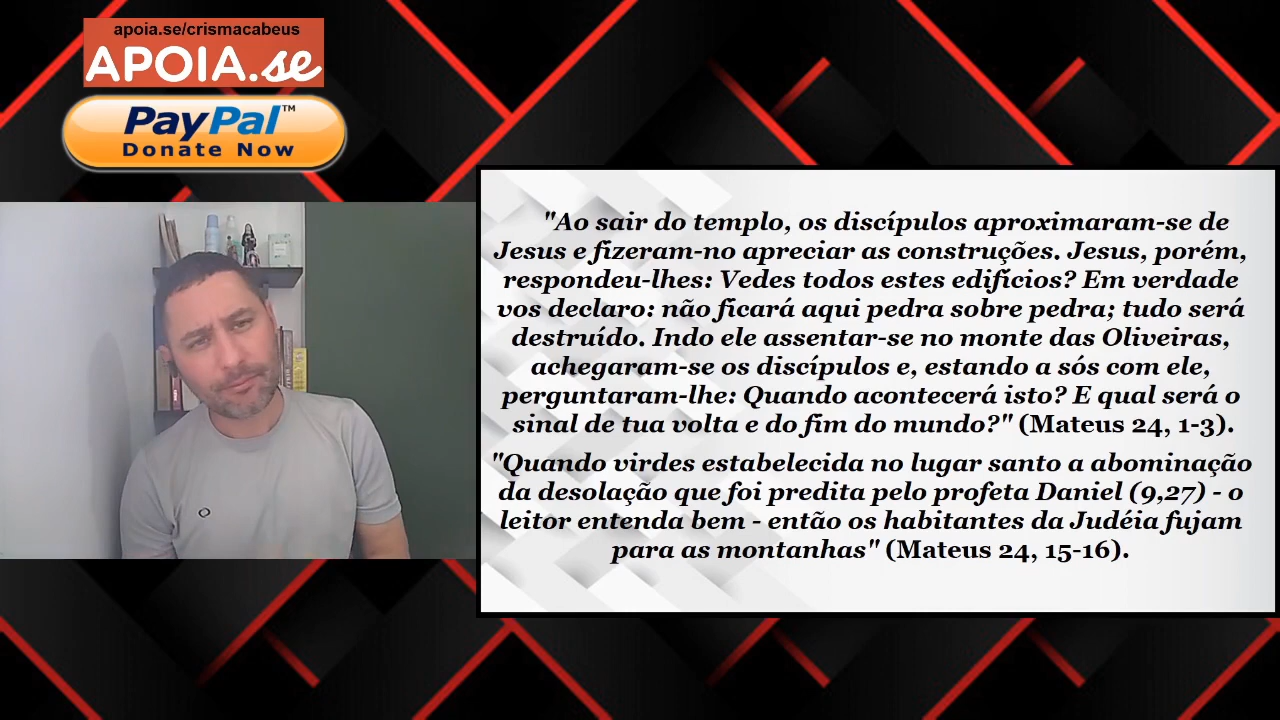 apoia.se/crismacabeus
APOIA.se
PayPal™
Donate Now
"Ao sair do templo, os discípulos aproximaram-se de
Jesus e fizeram-no apreciar as construções. Jesus, porém,
respondeu-lhes: Vedes todos estes edifícios? Em verdade
vos declaro: não ficará aqui pedra sobre pedra; tudo será
destruído. Indo ele assentar-se no monte das Oliveiras,
achegaram-se os discípulos e, estando a sós com ele,
perguntaram-lhe: Quando acontecerá isto? E qual será o
sinal de tua volta e do fim do mundo?" (Mateus 24, 1-3).
"Quando virdes estabelecida no lugar santo a abominação
da desolação que foi predita pelo profeta Daniel (9,27) - o
leitor entenda bem - então os habitantes da Judéia fujam
para as montanhas" (Mateus 24, 15-16).